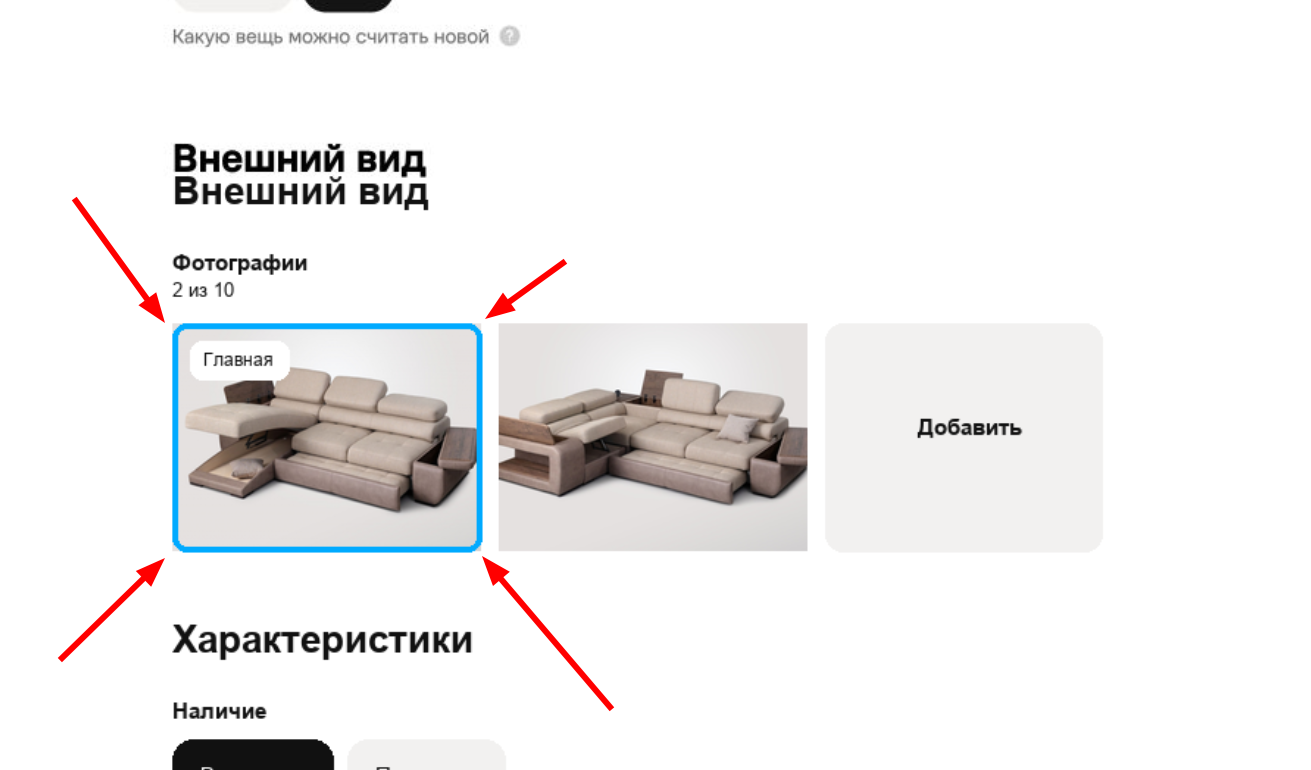 Какую вещь можно считать новой ?
Внешний вид
Внешний вид
Фотографии
2 из 10
Главная
Добавить
Характеристики
Наличие